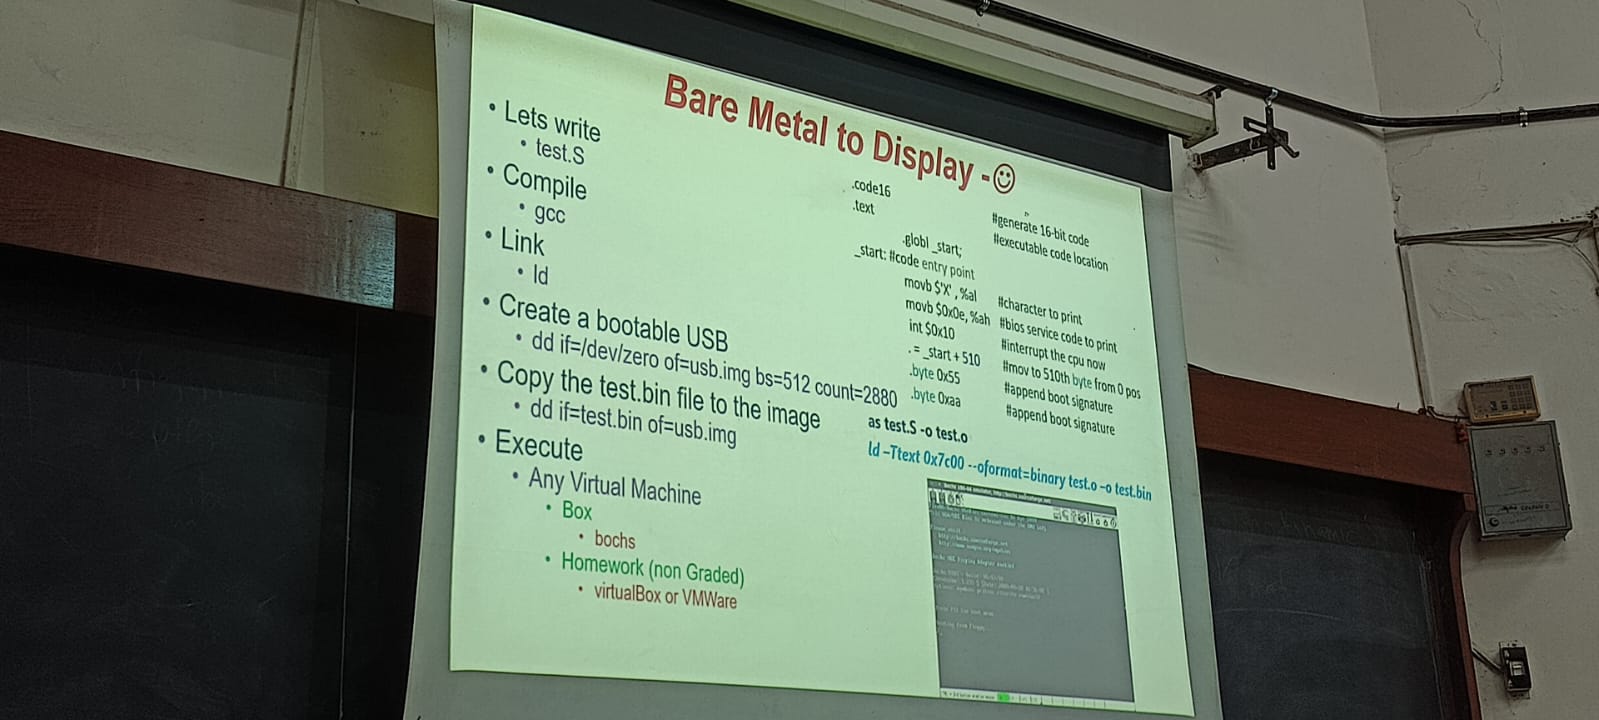 Bare Metal to Display -☺
• Lets write
• test.S
• Compile
• gcc
• Link
• ld
• Create a bootable USB
• dd if=/dev/zero of=usb.img bs=512 count=2880
• Copy the test.bin file to the image
• dd if=test.bin of=usb.img
• Execute
• Any Virtual Machine
• Box
• bochs
• Homework (non Graded)
• virtualBox or VMWare
.code16 #generate 16-bit code
.text #executable code location
.globl _start;
_start: #code entry point
movb $'X' , %al #character to print
movb $0x0e, %ah #bios service code to print
int $0x10 #interrupt the cpu now
. = _start + 510 #mov to 510th byte from 0 pos
.byte 0x55 #append boot signature
.byte 0xaa #append boot signature
as test.S -o test.o
ld –Ttext 0x7c00 --oformat=binary test.o –o test.bin